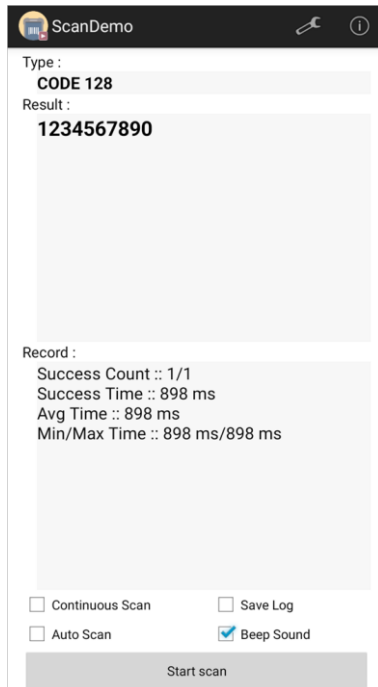 ScanDemo
Type :
CODE 128
Result :
1234567890
Record :
Success Count :: 1/1
Success Time :: 898 ms
Avg Time :: 898 ms
Min/Max Time :: 898 ms/898 ms
Continuous Scan
Save Log
Auto Scan
Beep Sound
Start scan